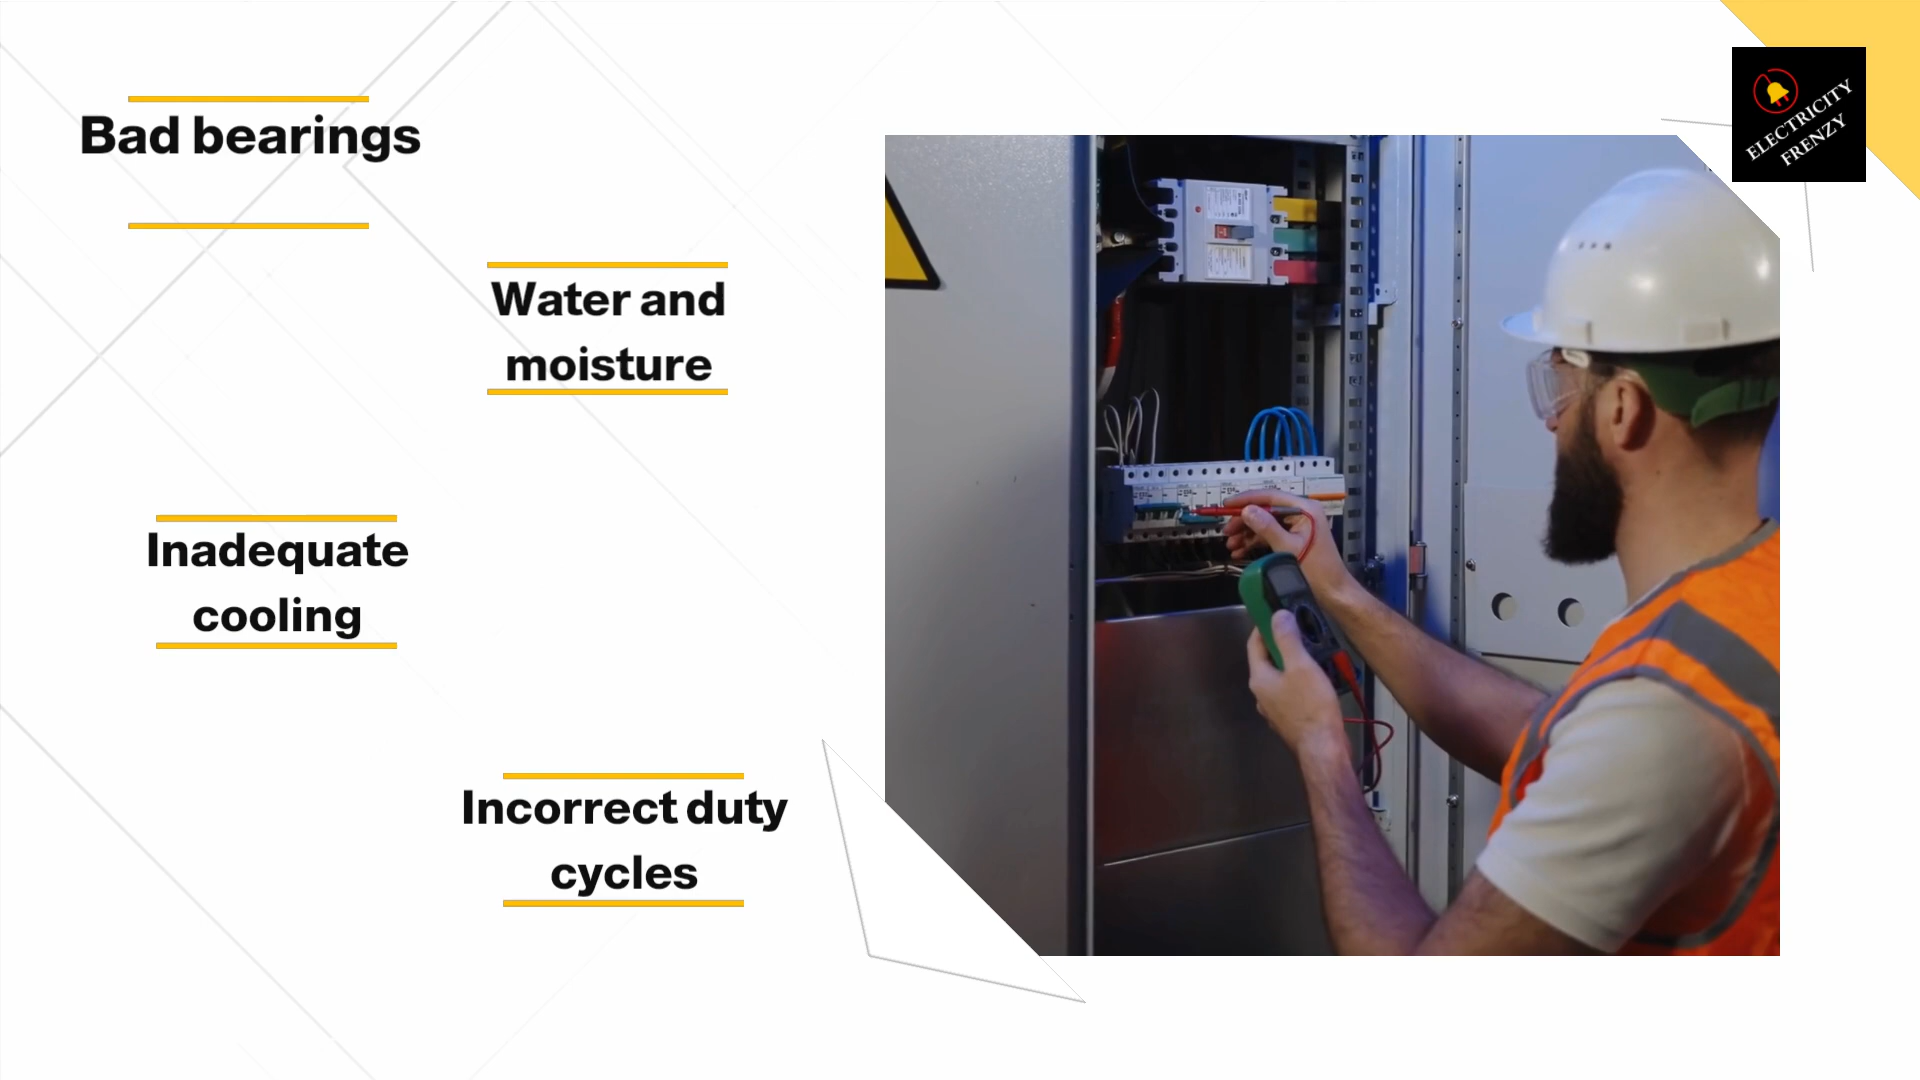 Bad bearings
Water and
moisture
Inadequate
cooling
Incorrect duty
cycles
ELECTRICITY
FRENZY